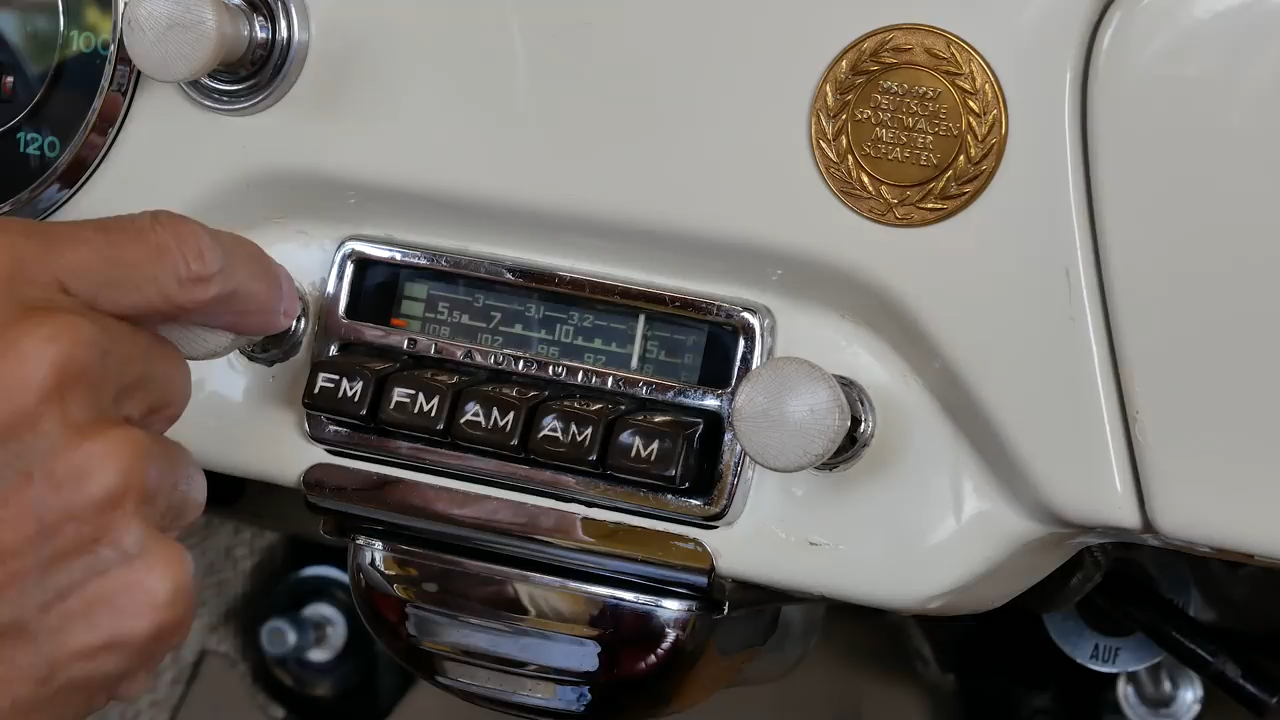 100
120
1950-1957
DEUTSCHE
SPORTWAGEN
MEISTER
SCHAFTEN
3 3,1 3,2
5,5 7 10 15
108 102 96 92
BLAUPUNKT
FM FM AM AM M
AUF